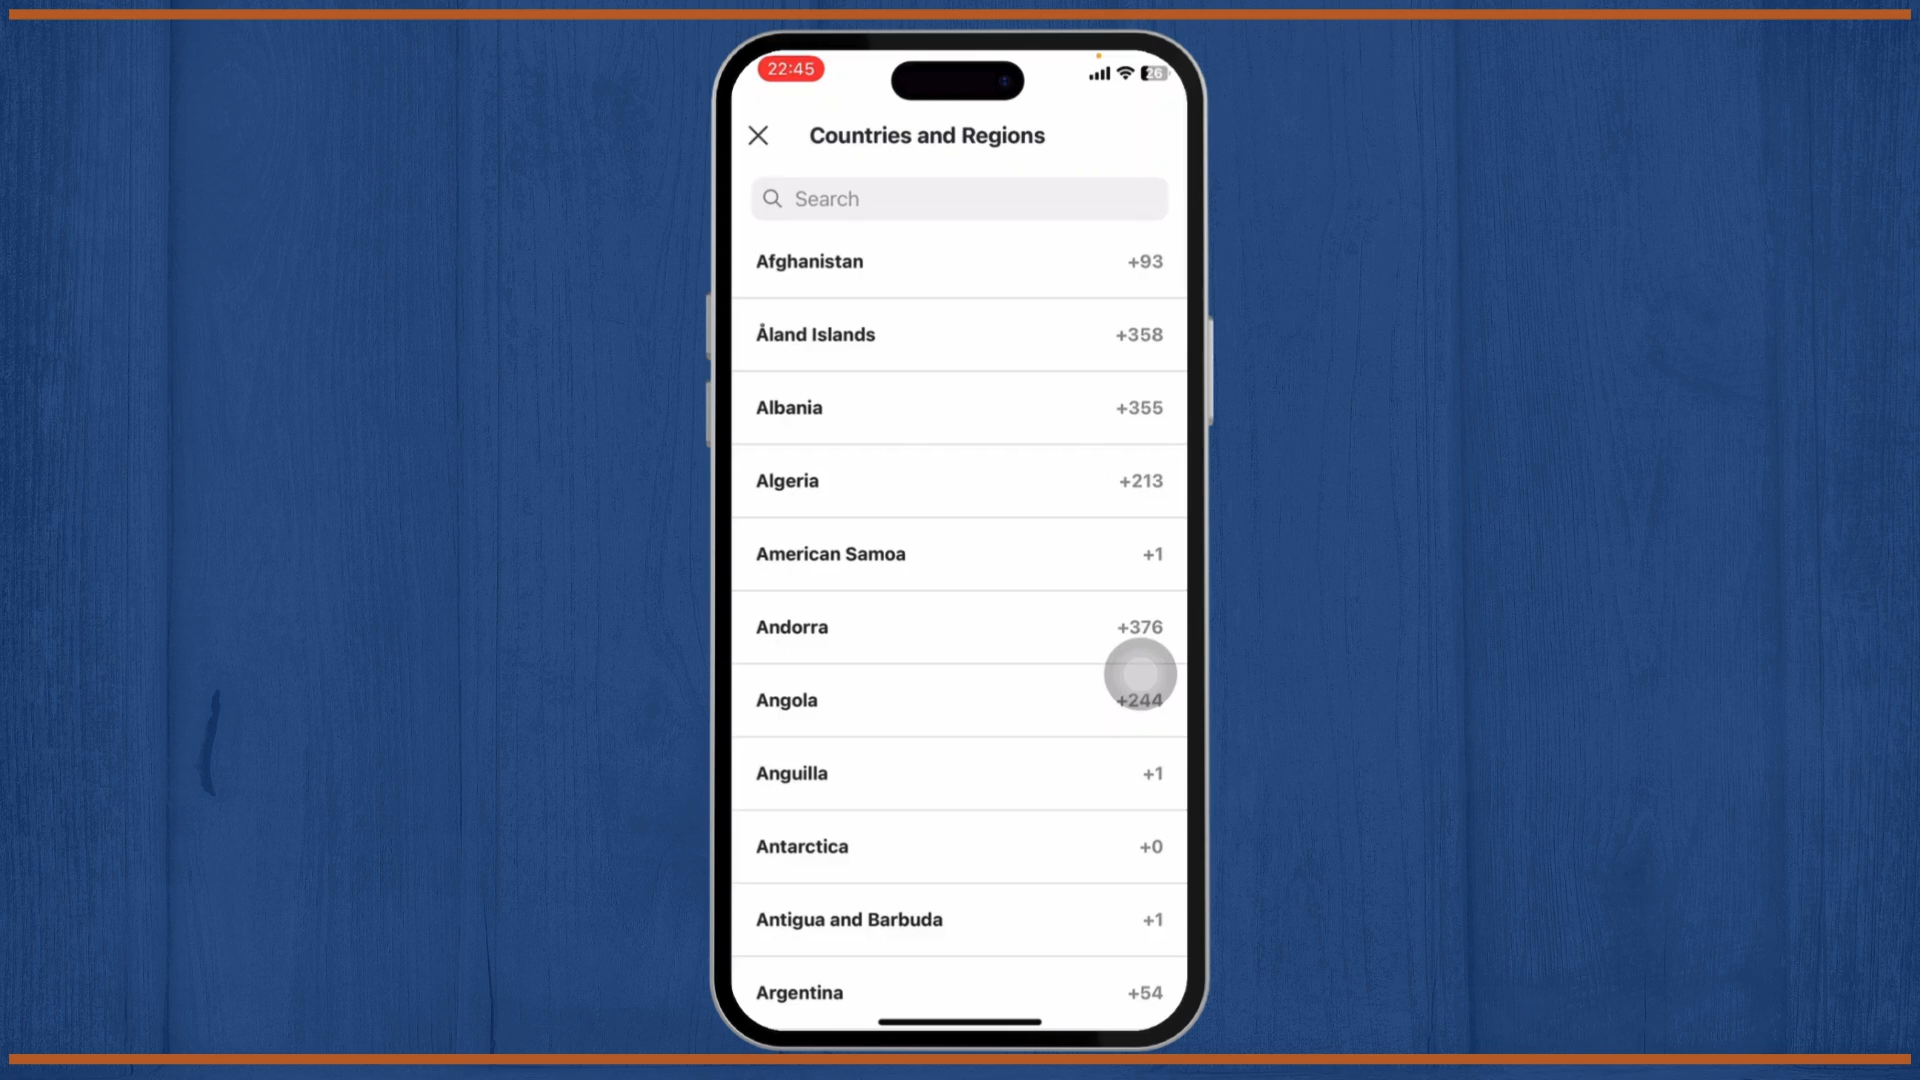 22:45
26
Countries and Regions
Search
Afghanistan +93
Åland Islands +358
Albania +355
Algeria +213
American Samoa +1
Andorra +376
Angola +244
Anguilla +1
Antarctica +0
Antigua and Barbuda +1
Argentina +54